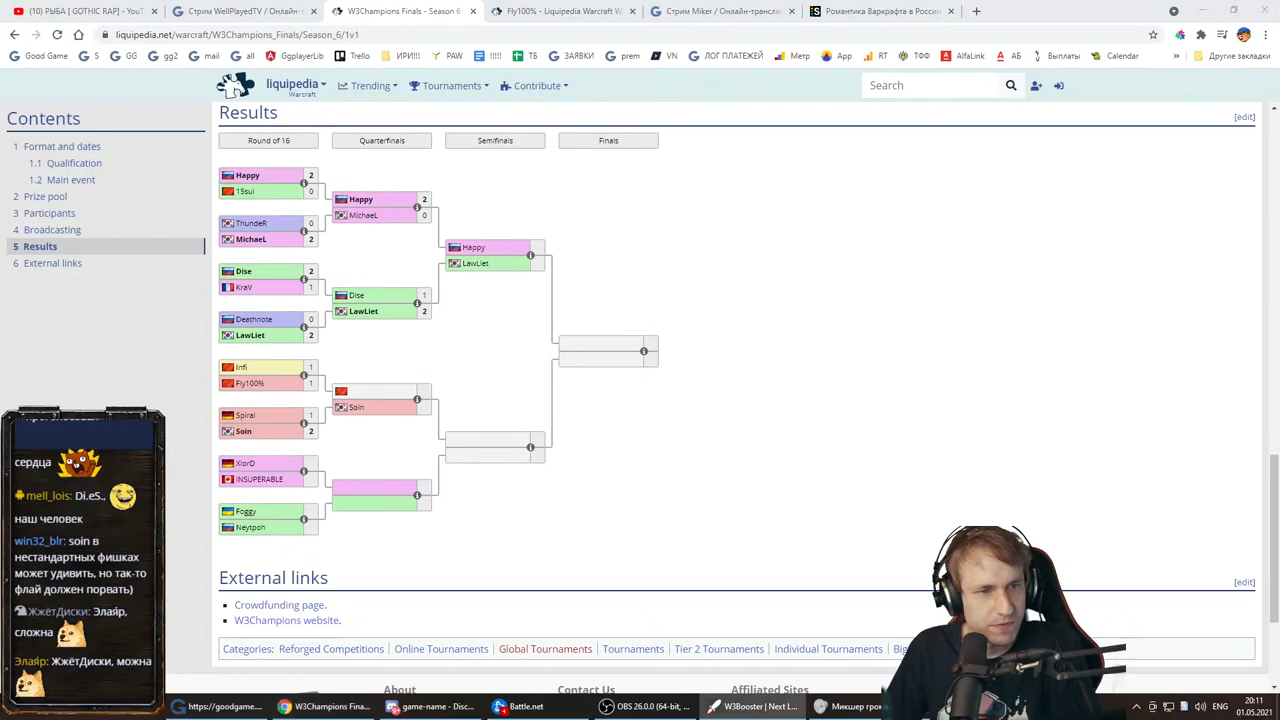 (10) РЫБА [ GOTHIC RAP] - YouT
Стрим WellPlayedTV / Онлайн-т
W3Champions Finals - Season 6/
Fly100% - Liquipedia Warcraft W
Стрим Miker / Онлайн-трансля
Романтика Варкрафта в Росси
liquipedia.net/warcraft/W3Champions_Finals/Season_6/1v1
Good Game
S
GG
gg2
mail
all
GpplayerB
Trello
ИРИ!!!
PAW
!!!!
ТБ
ЗАЯВКИ
prem
VN
ЛОГ ПЛАТЕЖ
Метр
App
RT
ТФФ
AlfaLink
АБ
Выплаты
Calendar
»
Другие закладки
liquipedia
Warcraft
Trending
Tournaments
Contribute
Search
Contents
1 Format and dates
1.1 Qualification
1.2 Main event
2 Prize pool
3 Participants
4 Broadcasting
5 Results
6 External links
Results
[edit]
Round of 16
Quarterfinals
Semifinals
Finals
Happy 2
15sui 0
ThundeR 0
MichaeL 2
Dise 2
KraV 1
Deathnote 0
LawLiet 2
Infi 1
Fly100% 1
Spiral 1
Soin 2
XlorD
INSUPERABLE
Foggy
Neytpoh
Happy 2
MichaeL 0
Dise 1
LawLiet 2
Soin
Happy
LawLiet
сердца
mell_lois: Di.eS.,
наш человек
win32_blr: soin в
нестандартных фишках
может удивить, но так-то
флай должен порвать)
ЖжётДиски: Элая́р,
сложна
Элая́р: ЖжётДиски, можна
External links
[edit]
Crowdfunding page.
W3Champions website.
Categories: Reforged Competitions
Online Tournaments
Global Tournaments
Tournaments
Tier 2 Tournaments
Individual Tournaments
Big
About
Contact Us
Affiliated Sites
https://goodgame.
W3Champions Fina...
game-name - Disc...
Battle.net
OBS 26.0.0 (64-bit, ...
W3Booster | Next L...
Микшер громко
РУС
20:11
01.05.2021